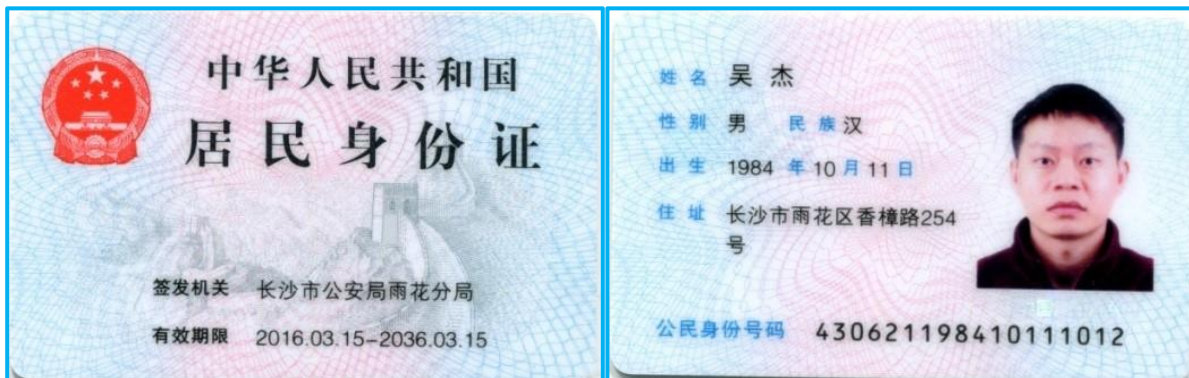 中华人民共和国
居民身份证
签发机关 长沙市公安局雨花分局
有效期限 2016.03.15-2036.03.15
姓名 吴杰
性别 男 民族 汉
出生 1984 年 10 月 11 日
住址 长沙市雨花区香樟路254
号
公民身份号码 430621198410111012